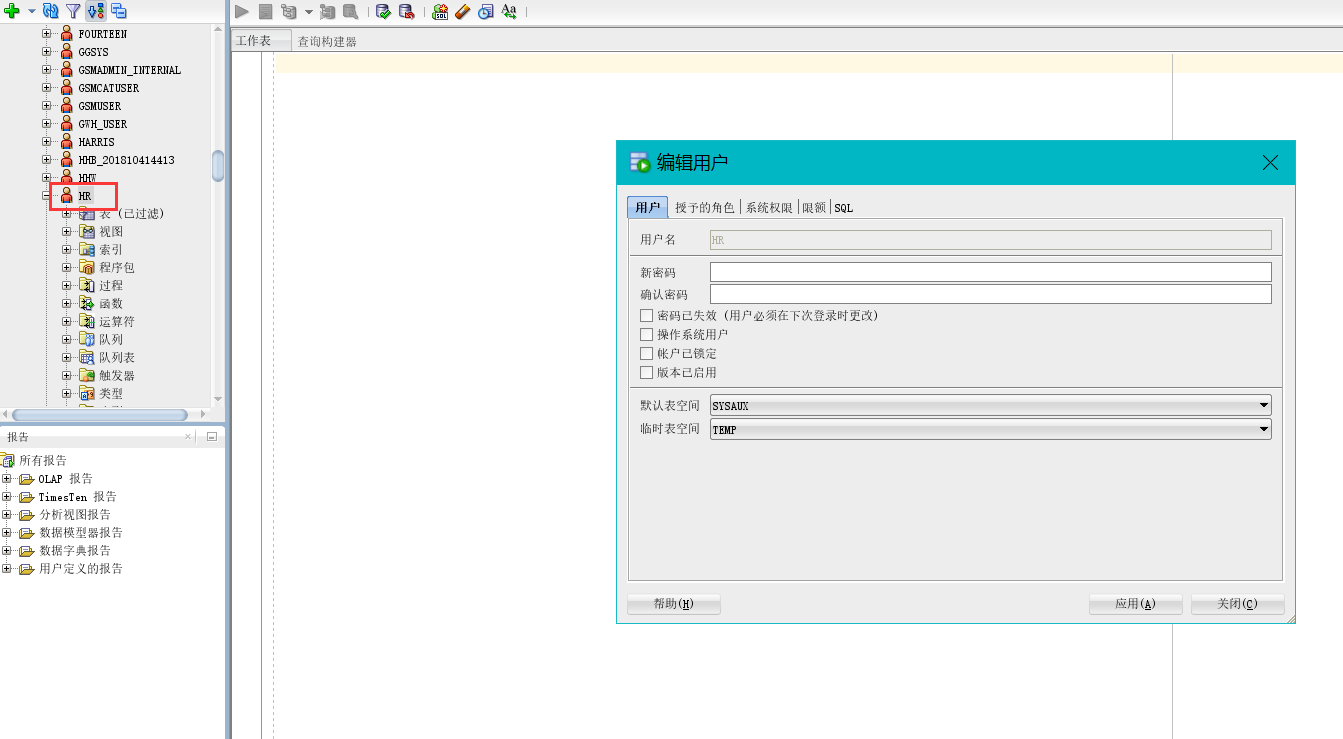 FOURTEEN
GGSYS
GSMADMIN_INTERNAL
GSMCATUSER
GSMUSER
GWH_USER
HARRIS
HHB_201810414413
HHW
HR
表 (已过滤)
视图
索引
程序包
过程
函数
运算符
队列
队列表
触发器
类型
报告
所有报告
OLAP 报告
TimesTen 报告
分析视图报告
数据模型器报告
数据字典报告
用户定义的报告
SQL
Aa
工作表 查询构建器
编辑用户
用户 授予的角色 系统权限 限额 SQL
用户名 HR
新密码
确认密码
密码已失效 (用户必须在下次登录时更改)
操作系统用户
帐户已锁定
版本已启用
默认表空间 SYSAUX
临时表空间 TEMP
帮助(H) 应用(A) 关闭(C)